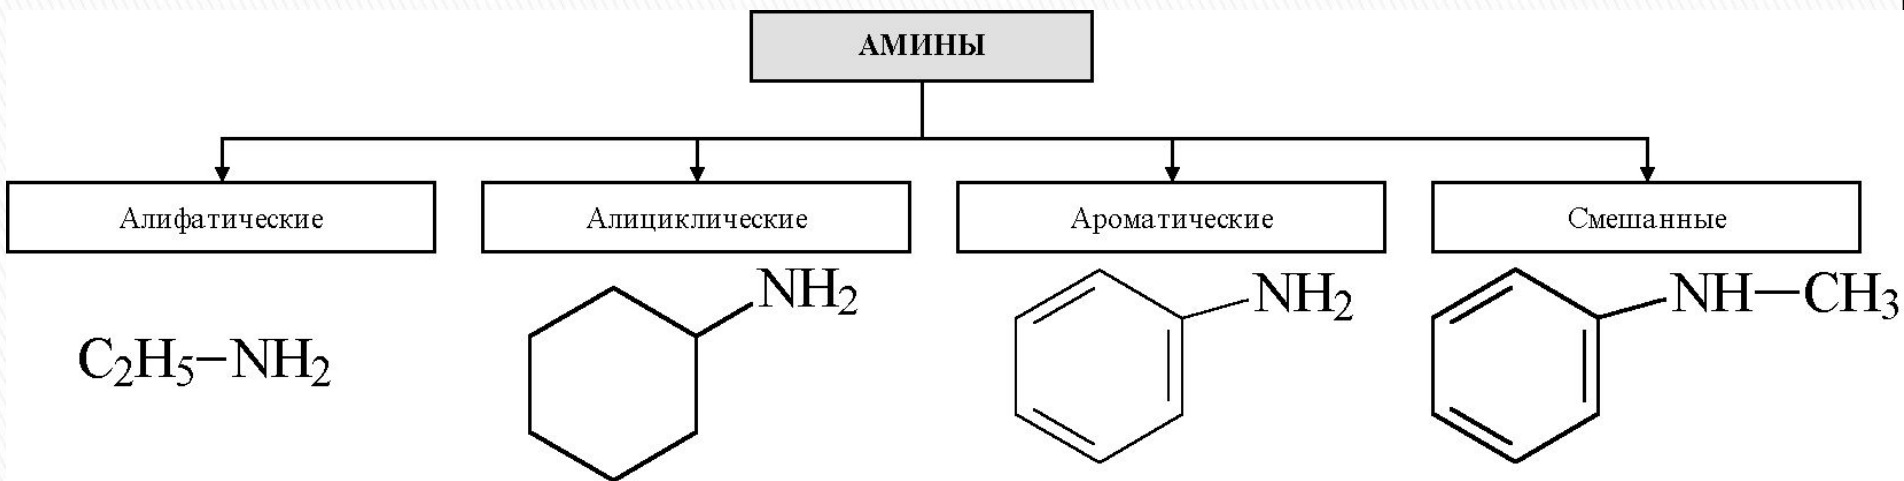 АМИНЫ
Алифатические
Алициклические
Ароматические
Смешанные
C₂H₅–NH₂
NH₂
NH₂
NH–CH₃